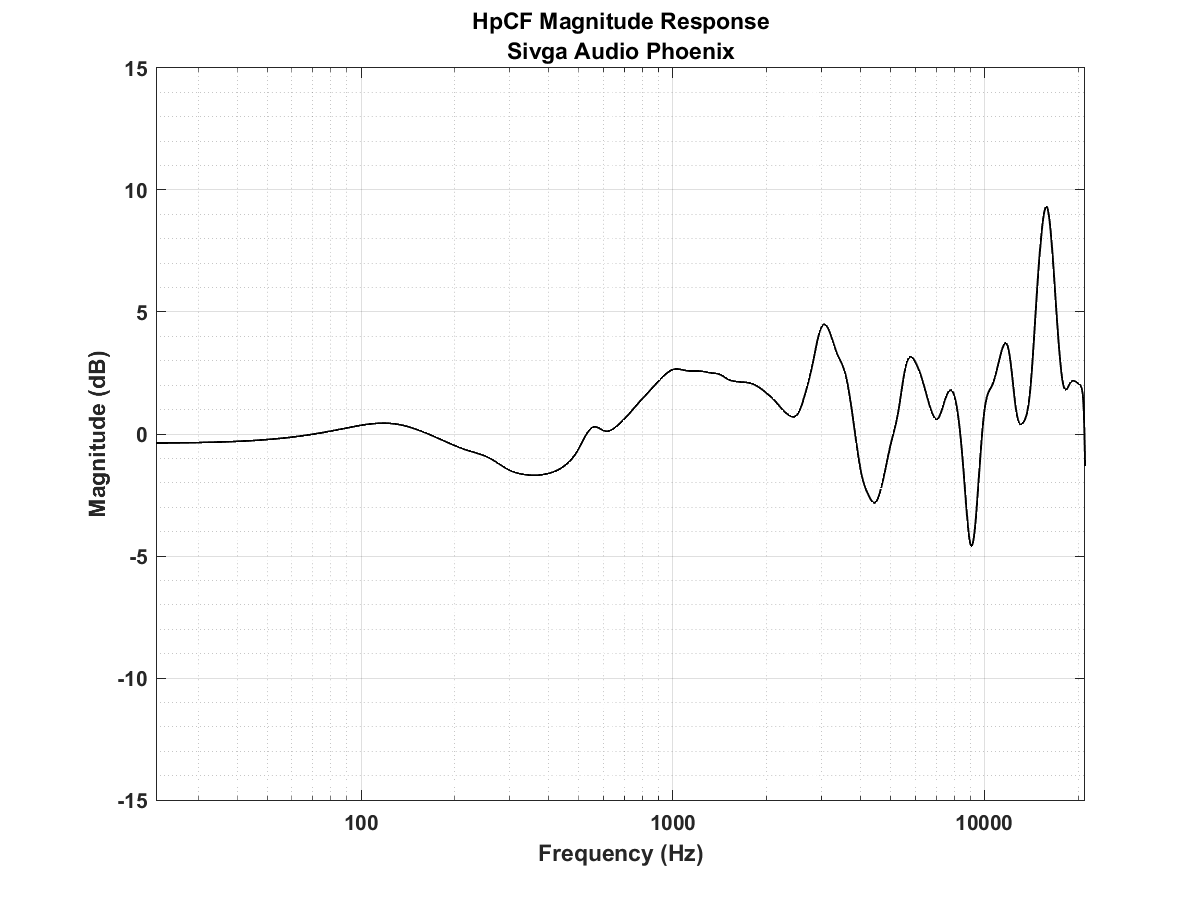 HpCF Magnitude Response
Sivga Audio Phoenix
15
10
5
0
-5
-10
-15
Magnitude (dB)
100
1000
10000
Frequency (Hz)